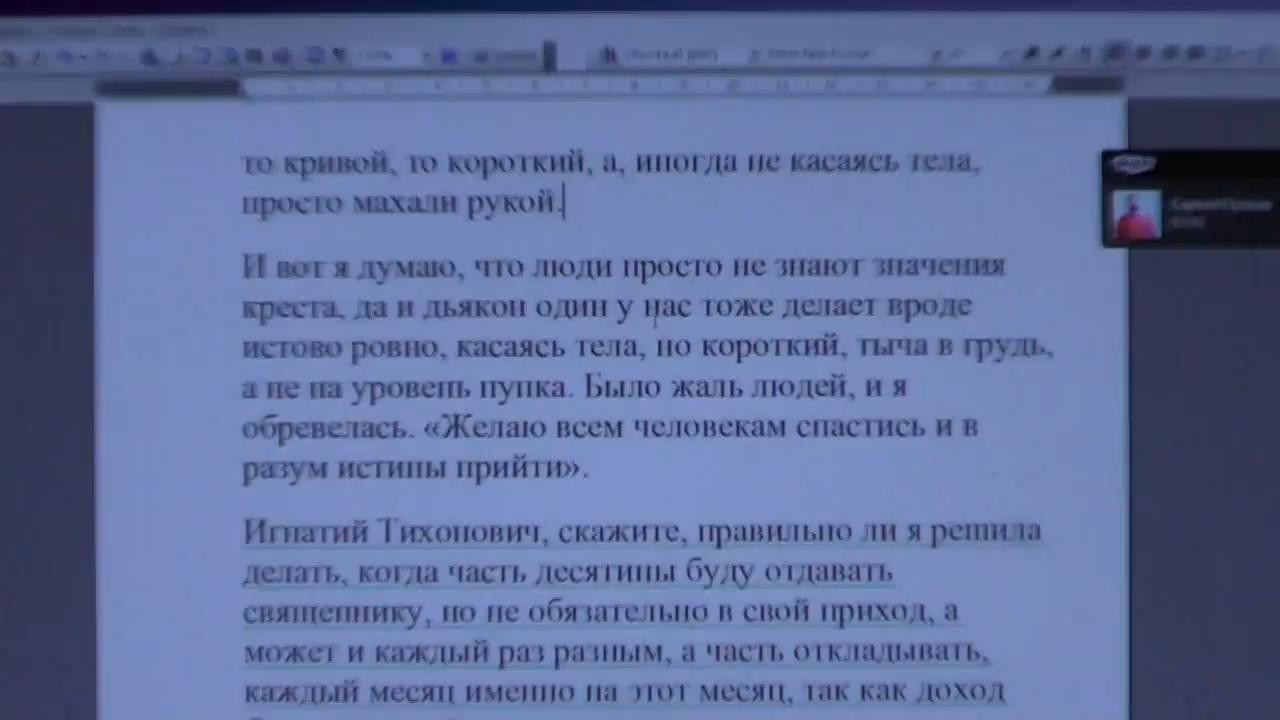 то кривой, то короткий, а, иногда не касаясь тела,
просто махали рукой.
И вот я думаю, что люди просто не знают значения
креста, да и дьякон один у нас тоже делает вроде
истово ровно, касаясь тела, но короткий, тыча в грудь,
а не на уровень пупка. Было жаль людей, и я
обревелась. «Желаю всем человекам спастись и в
разум истины прийти».
Игнатий Тихонович, скажите, правильно ли я решила
делать, когда часть десятины буду отдавать
священнику, но не обязательно в свой приход, а
может и каждый раз разным, а часть откладывать,
каждый месяц именно на этот месяц, так как доход